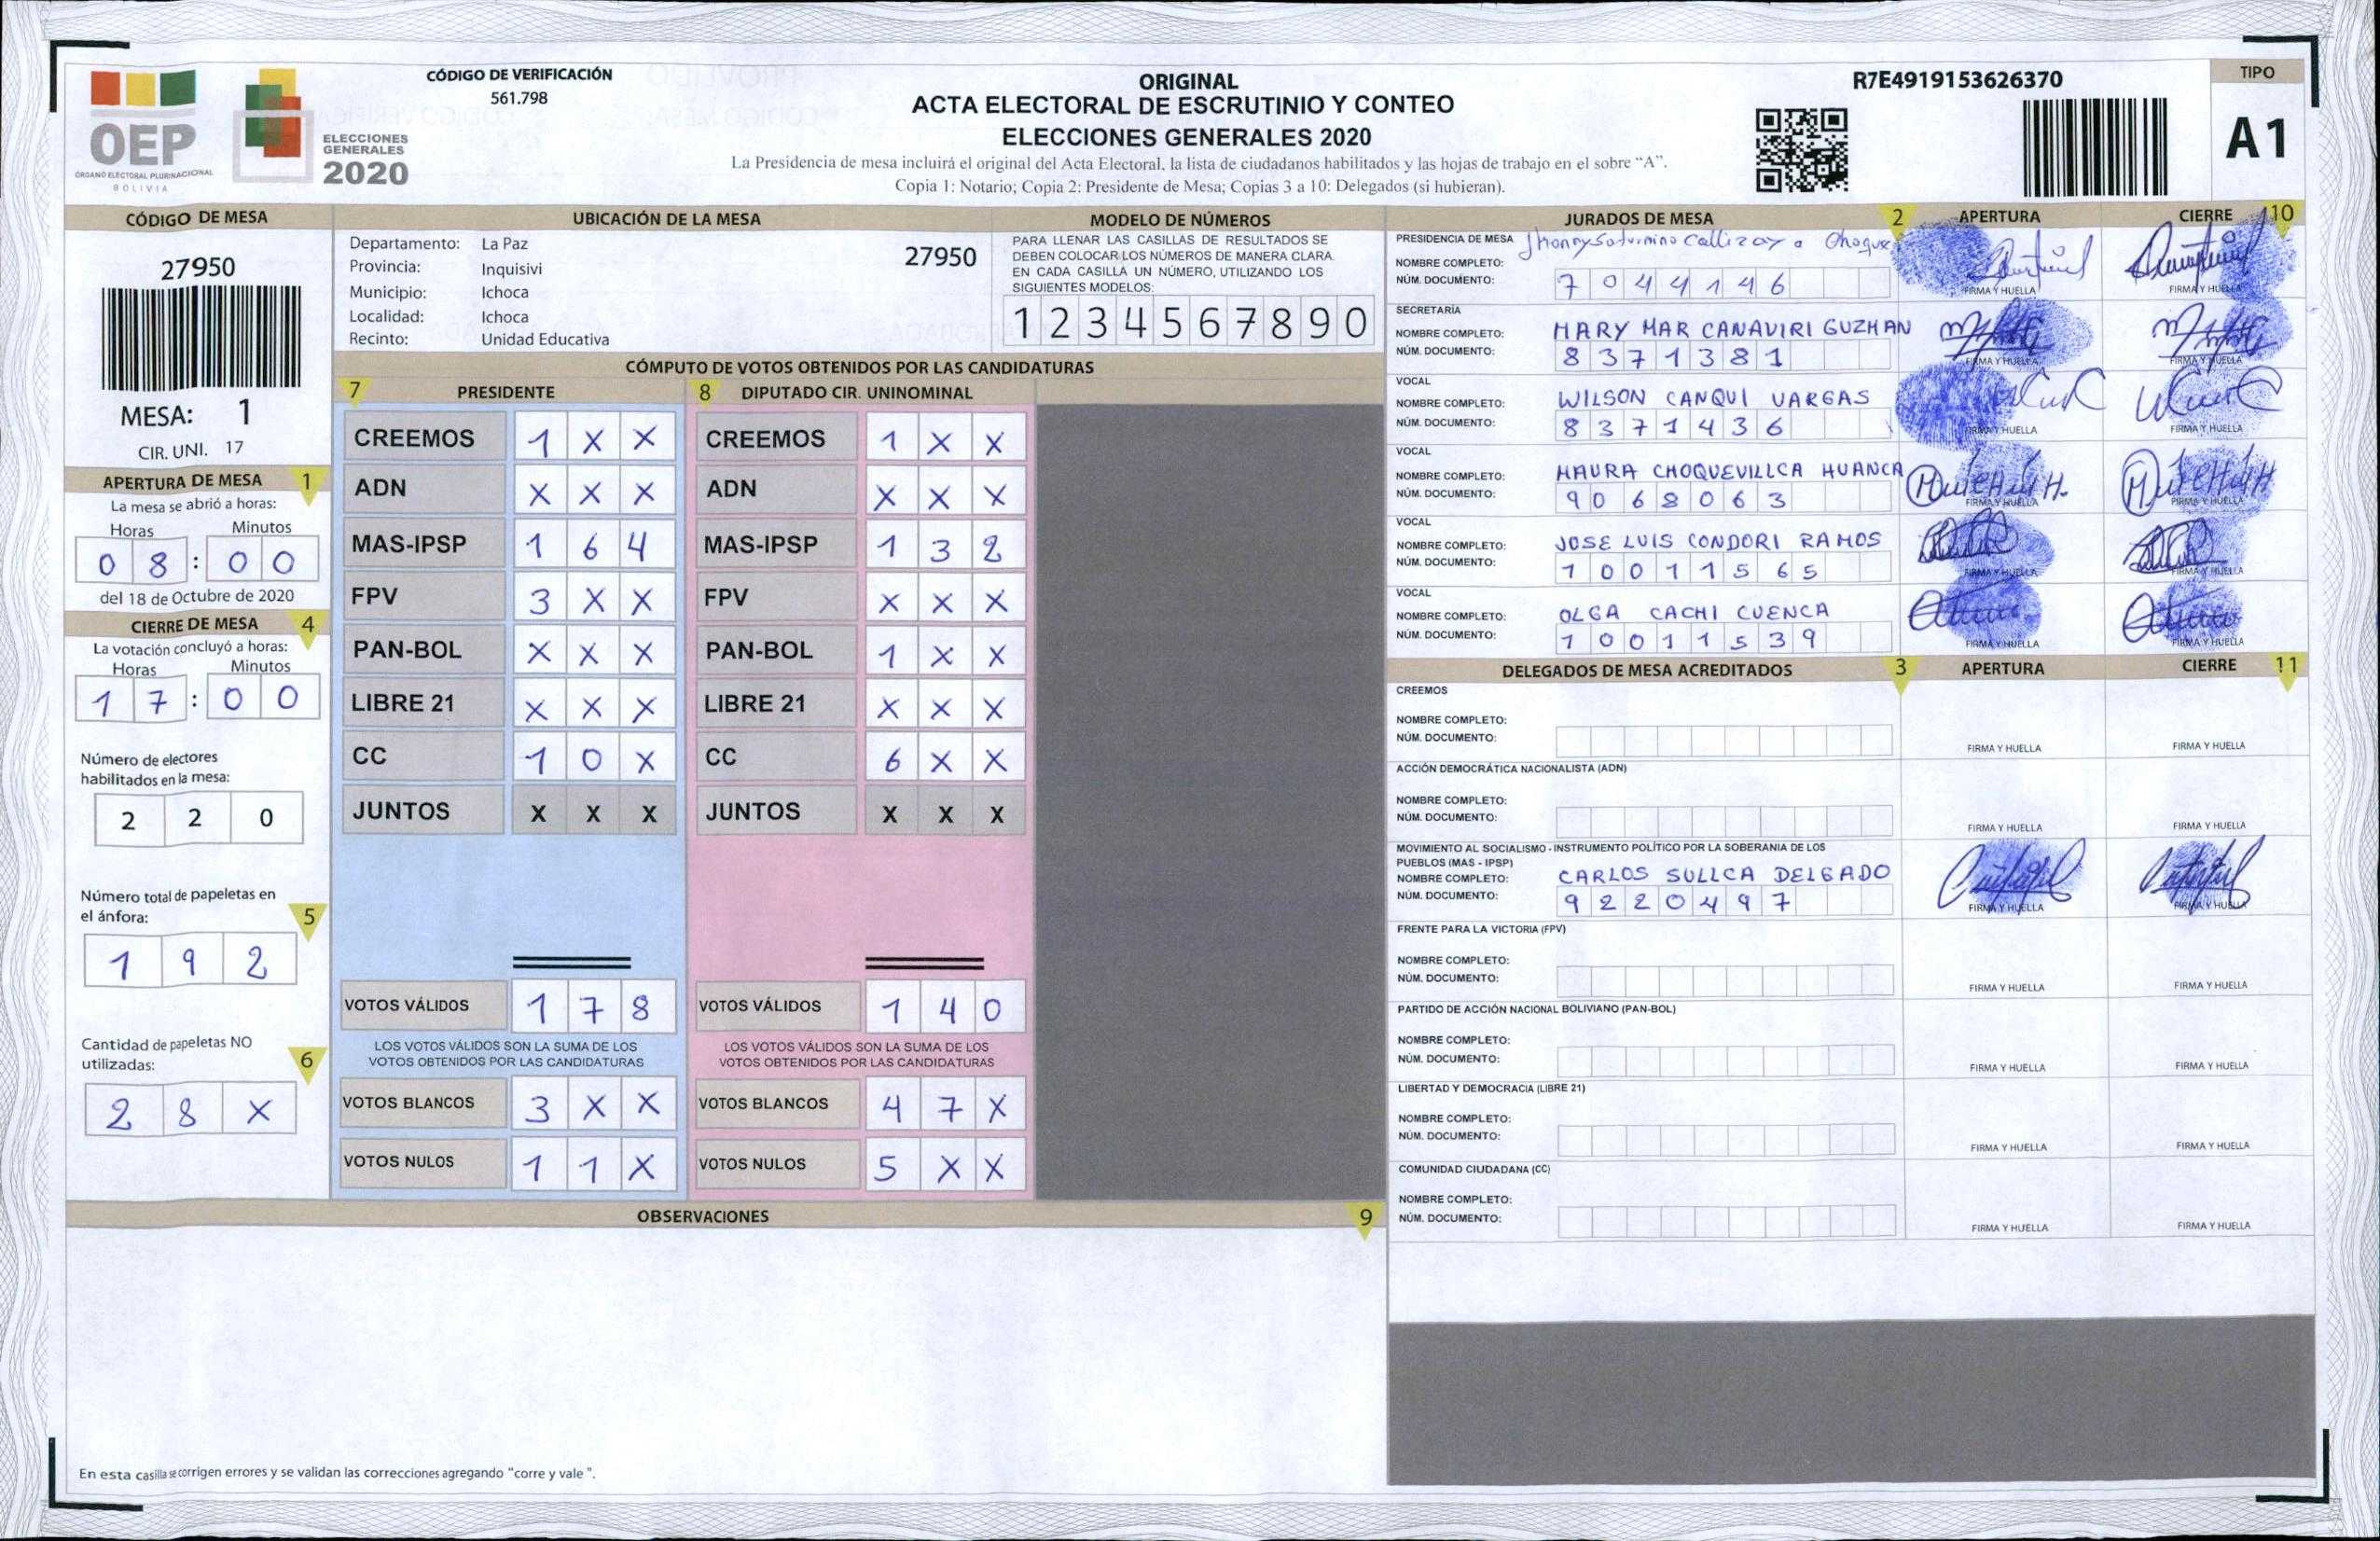 OEP
ÓRGANO ELECTORAL PLURINACIONAL
BOLIVIA
ELECCIONES
GENERALES
2020
CÓDIGO DE VERIFICACIÓN
561.798
ORIGINAL
ACTA ELECTORAL DE ESCRUTINIO Y CONTEO
ELECCIONES GENERALES 2020
La Presidencia de mesa incluirá el original del Acta Electoral, la lista de ciudadanos habilitados y las hojas de trabajo en el sobre “A”.
Copia 1: Notario; Copia 2: Presidente de Mesa; Copias 3 a 10: Delegados (si hubieran).
R7E4919153626370
TIPO
A1
CÓDIGO DE MESA
27950
MESA: 1
CIR. UNI. 17
APERTURA DE MESA 1
La mesa se abrió a horas:
Horas Minutos
0 8 : 0 0
del 18 de Octubre de 2020
CIERRE DE MESA 4
La votación concluyó a horas:
Horas Minutos
1 7 : 0 0
Número de electores
habilitados en la mesa:
2 2 0
Número total de papeletas en
el ánfora: 5
1 9 2
Cantidad de papeletas NO
utilizadas: 6
2 8 X
UBICACIÓN DE LA MESA
Departamento: La Paz 27950
Provincia: Inquisivi
Municipio: Ichoca
Localidad: Ichoca
Recinto: Unidad Educativa
MODELO DE NÚMEROS
PARA LLENAR LAS CASILLAS DE RESULTADOS SE
DEBEN COLOCAR LOS NÚMEROS DE MANERA CLARA.
EN CADA CASILLA UN NÚMERO, UTILIZANDO LOS
SIGUIENTES MODELOS:
1 2 3 4 5 6 7 8 9 0
CÓMPUTO DE VOTOS OBTENIDOS POR LAS CANDIDATURAS
7 PRESIDENTE 8 DIPUTADO CIR. UNINOMINAL
CREEMOS 1 X X CREEMOS 1 X X
ADN X X X ADN X X X
MAS-IPSP 1 6 4 MAS-IPSP 1 3 2
FPV 3 X X FPV X X X
PAN-BOL X X X PAN-BOL 1 X X
LIBRE 21 X X X LIBRE 21 X X X
CC 1 0 X CC 6 X X
JUNTOS X X X JUNTOS X X X
VOTOS VÁLIDOS 1 7 8 VOTOS VÁLIDOS 1 4 0
LOS VOTOS VÁLIDOS SON LA SUMA DE LOS LOS VOTOS VÁLIDOS SON LA SUMA DE LOS
VOTOS OBTENIDOS POR LAS CANDIDATURAS VOTOS OBTENIDOS POR LAS CANDIDATURAS
VOTOS BLANCOS 3 X X VOTOS BLANCOS 4 7 X
VOTOS NULOS 1 1 X VOTOS NULOS 5 X X
OBSERVACIONES 9
En esta casilla se corrigen errores y se validan las correcciones agregando "corre y vale ".
JURADOS DE MESA 2 APERTURA CIERRE 10
PRESIDENCIA DE MESA Jhonny Saturnino Callizaya Choque
NOMBRE COMPLETO:
NÚM. DOCUMENTO: 7 0 4 4 1 4 6
FIRMA Y HUELLA FIRMA Y HUELLA
SECRETARÍA
NOMBRE COMPLETO: MARY MAR CANAVIRI GUZMAN
NÚM. DOCUMENTO: 8 3 7 1 3 8 1
FIRMA Y HUELLA FIRMA Y HUELLA
VOCAL
NOMBRE COMPLETO: WILSON CANQUI VARGAS
NÚM. DOCUMENTO: 8 3 7 1 4 3 6
FIRMA Y HUELLA FIRMA Y HUELLA
VOCAL
NOMBRE COMPLETO: MAURA CHOQUEVILLCA HUANCA
NÚM. DOCUMENTO: 9 0 6 8 0 6 3
FIRMA Y HUELLA FIRMA Y HUELLA
VOCAL
NOMBRE COMPLETO: JOSE LUIS CONDORI RAMOS
NÚM. DOCUMENTO: 1 0 0 1 1 5 6 5
FIRMA Y HUELLA FIRMA Y HUELLA
VOCAL
NOMBRE COMPLETO: OLGA CACHI CUENCA
NÚM. DOCUMENTO: 1 0 0 1 1 5 3 9
FIRMA Y HUELLA FIRMA Y HUELLA
DELEGADOS DE MESA ACREDITADOS 3 APERTURA CIERRE 11
CREEMOS
NOMBRE COMPLETO:
NÚM. DOCUMENTO:
FIRMA Y HUELLA FIRMA Y HUELLA
ACCIÓN DEMOCRÁTICA NACIONALISTA (ADN)
NOMBRE COMPLETO:
NÚM. DOCUMENTO:
FIRMA Y HUELLA FIRMA Y HUELLA
MOVIMIENTO AL SOCIALISMO - INSTRUMENTO POLÍTICO POR LA SOBERANIA DE LOS
PUEBLOS (MAS - IPSP)
NOMBRE COMPLETO: CARLOS SULLCA DELGADO
NÚM. DOCUMENTO: 9 2 2 0 4 9 7
FIRMA Y HUELLA FIRMA Y HUELLA
FRENTE PARA LA VICTORIA (FPV)
NOMBRE COMPLETO:
NÚM. DOCUMENTO:
FIRMA Y HUELLA FIRMA Y HUELLA
PARTIDO DE ACCIÓN NACIONAL BOLIVIANO (PAN-BOL)
NOMBRE COMPLETO:
NÚM. DOCUMENTO:
FIRMA Y HUELLA FIRMA Y HUELLA
LIBERTAD Y DEMOCRACIA (LIBRE 21)
NOMBRE COMPLETO:
NÚM. DOCUMENTO:
FIRMA Y HUELLA FIRMA Y HUELLA
COMUNIDAD CIUDADANA (CC)
NOMBRE COMPLETO:
NÚM. DOCUMENTO:
FIRMA Y HUELLA FIRMA Y HUELLA